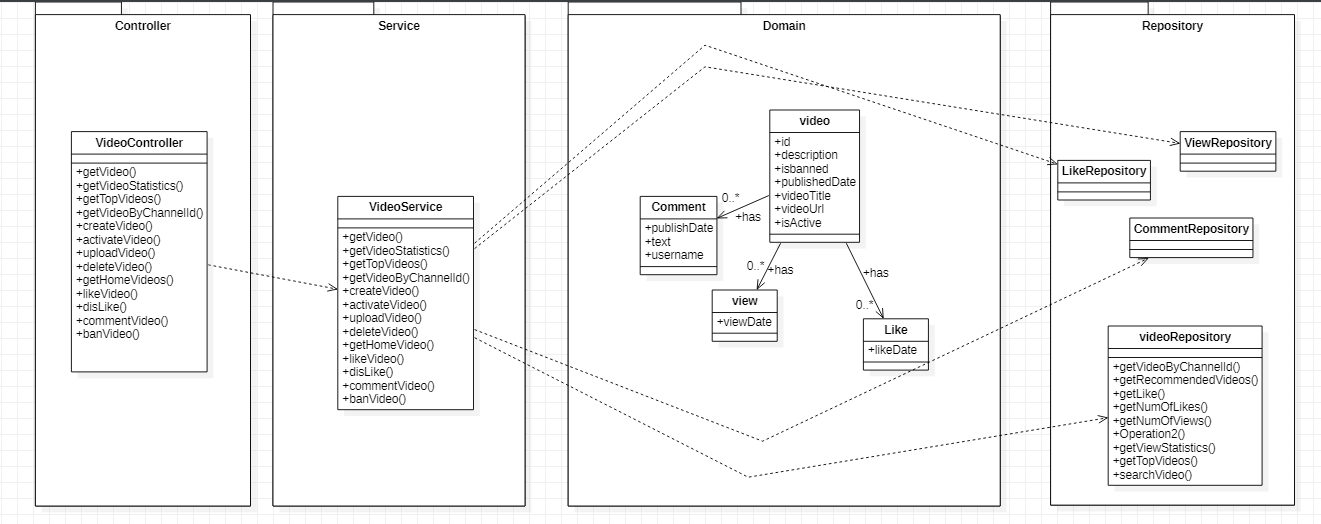 Controller
VideoController
+getVideo()
+getVideoStatistics()
+getTopVideos()
+getVideoByChannelId()
+createVideo()
+activateVideo()
+uploadVideo()
+deleteVideo()
+getHomeVideos()
+likeVideo()
+disLike()
+commentVideo()
+banVideo()
Service
VideoService
+getVideo()
+getVideoStatistics()
+getTopVideos()
+getVideoByChannelId()
+createVideo()
+activateVideo()
+uploadVideo()
+deleteVideo()
+getHomeVideo()
+likeVideo()
+disLike()
+commentVideo()
+banVideo()
Domain
video
+id
+description
+isbanned
+publishedDate
+videoTitle
+videoUrl
+isActive
0..*
+has
Comment
+publishDate
+text
+username
0..*
+has
view
+viewDate
+has
0..*
Like
+likeDate
Repository
ViewRepository
LikeRepository
CommentRepository
videoRepository
+getVideoByChannelId()
+getRecommendedVideos()
+getLike()
+getNumOfLikes()
+getNumOfViews()
+Operation2()
+getViewStatistics()
+getTopVideos()
+searchVideo()